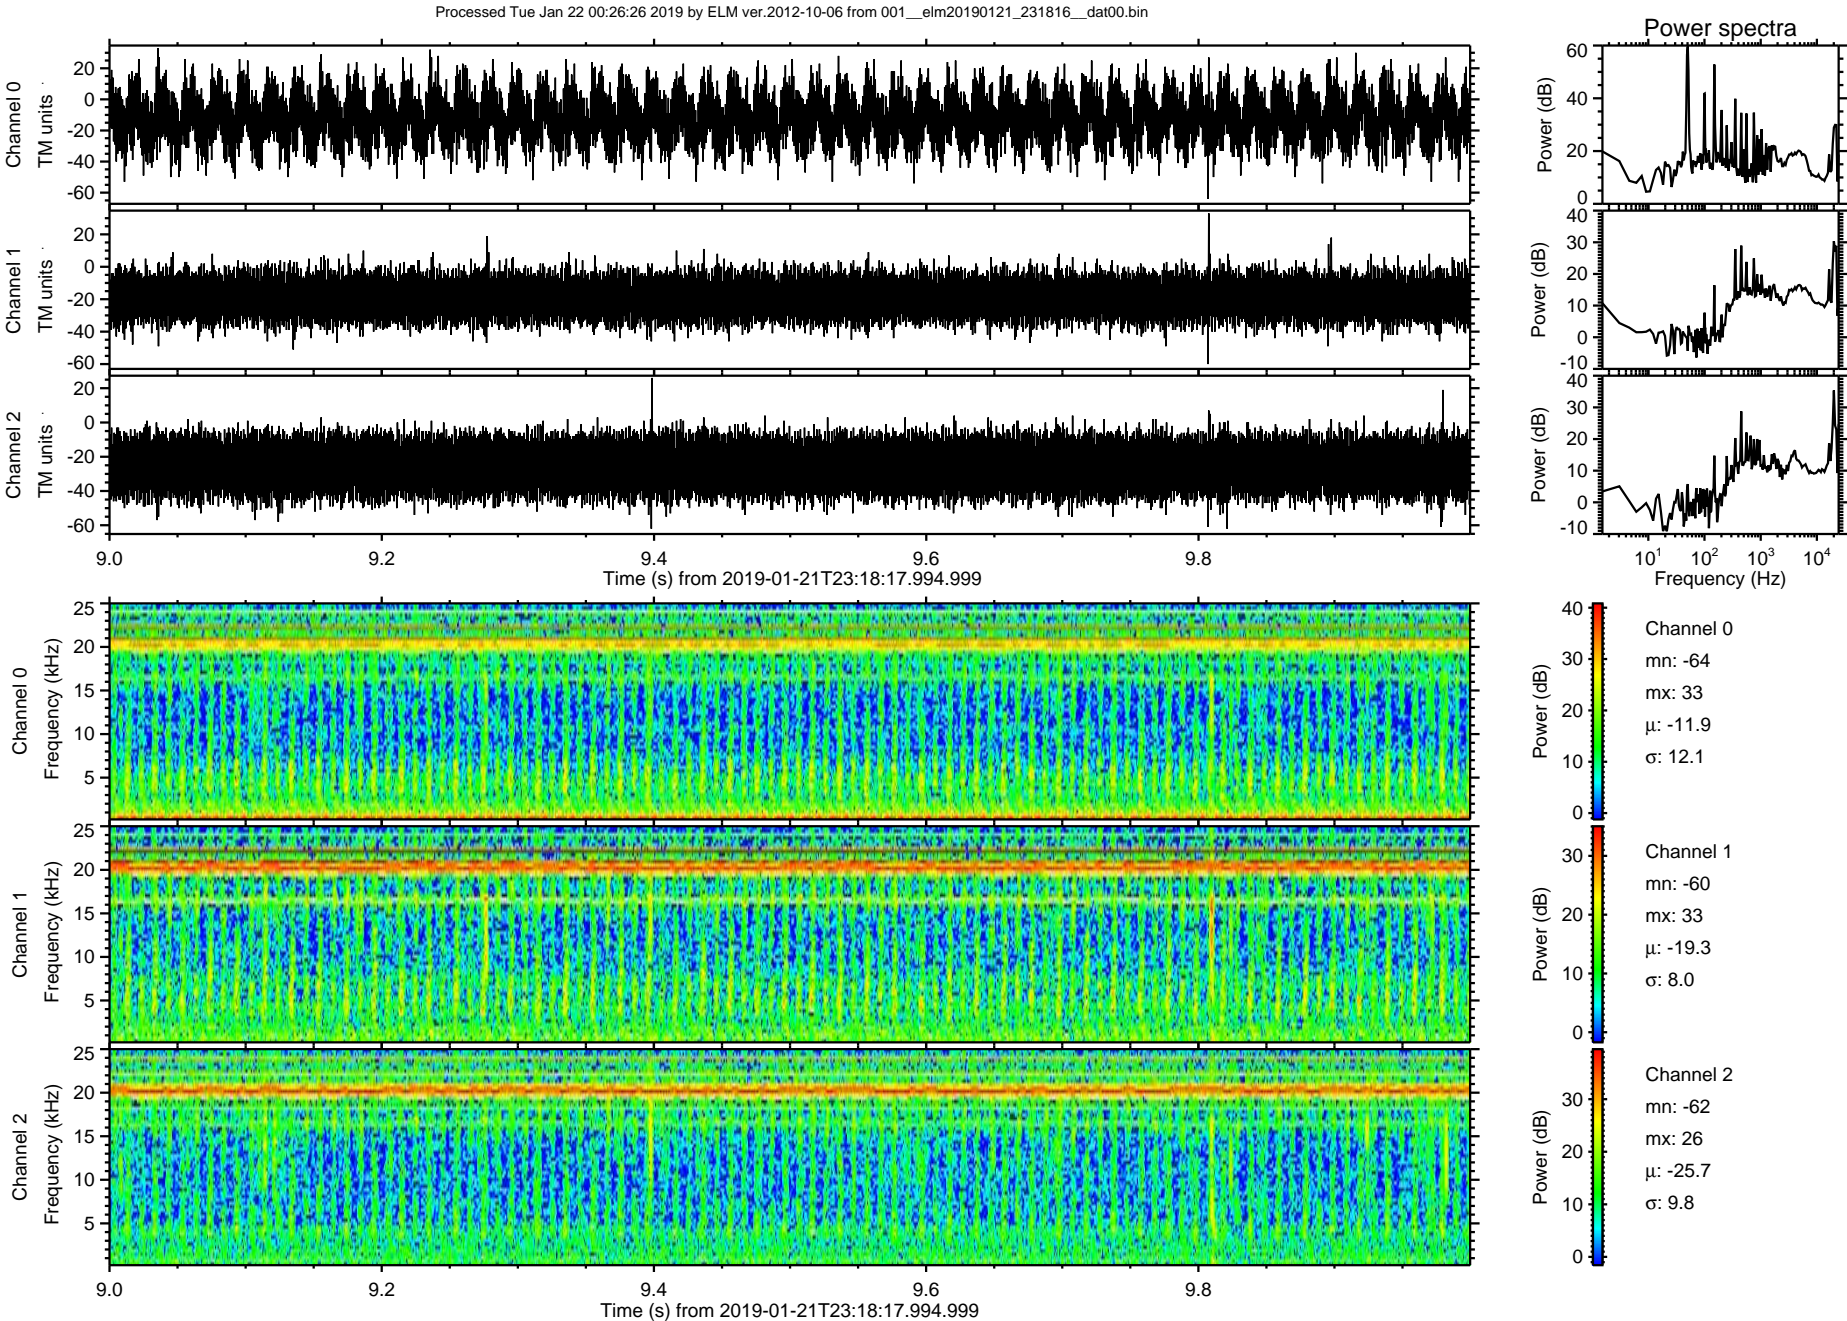 Processed Tue Jan 22 00:26:26 2019 by ELM ver.2012-10-06 from 001__elm20190121_231816__dat00.bin
Power spectra
Channel 0
TM units
20
0
-20
-40
-60
Power (dB)
60
40
20
0
Channel 1
TM units
20
0
-20
-40
-60
Power (dB)
40
30
20
10
0
-10
Channel 2
TM units
20
0
-20
-40
-60
Power (dB)
40
30
20
10
0
-10
9.0 9.2 9.4 9.6 9.8
Time (s) from 2019-01-21T23:18:17.994.999
10¹ 10² 10³ 10⁴
Frequency (Hz)
Channel 0
Frequency (kHz)
25
20
15
10
5
Power (dB)
40
30
20
10
0
Channel 0
mn: -64
mx: 33
μ: -11.9
σ: 12.1
Channel 1
Frequency (kHz)
25
20
15
10
5
Power (dB)
30
20
10
0
Channel 1
mn: -60
mx: 33
μ: -19.3
σ: 8.0
Channel 2
Frequency (kHz)
25
20
15
10
5
Power (dB)
30
20
10
0
Channel 2
mn: -62
mx: 26
μ: -25.7
σ: 9.8
9.0 9.2 9.4 9.6 9.8
Time (s) from 2019-01-21T23:18:17.994.999